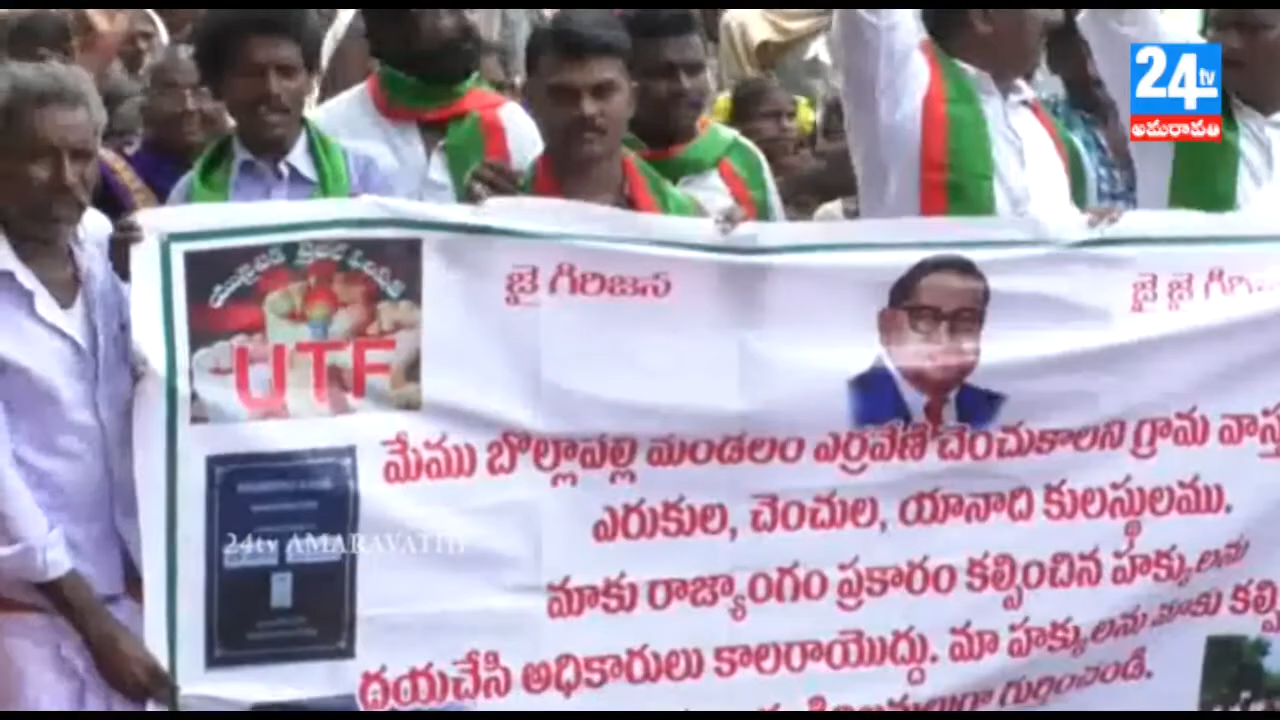 24tv
అమరావతి
యునైటెడ్ ట్రైబల్
UTF
జై గిరిజన
జై జై
మేము బొల్లాపల్లి మండలం ఎర్రవేణి చెంచుకాలని గ్రామ
ఎరుకుల, చెంచుల, యానాది కులస్థులము.
మాకు రాజ్యాంగం ప్రకారం కల్పించిన హక్కులను
దయచేసి అధికారులు కాలరాయొద్దు. మా హక్కులను మాకు
గుర్తించండి.
24tv AMARAVATHI